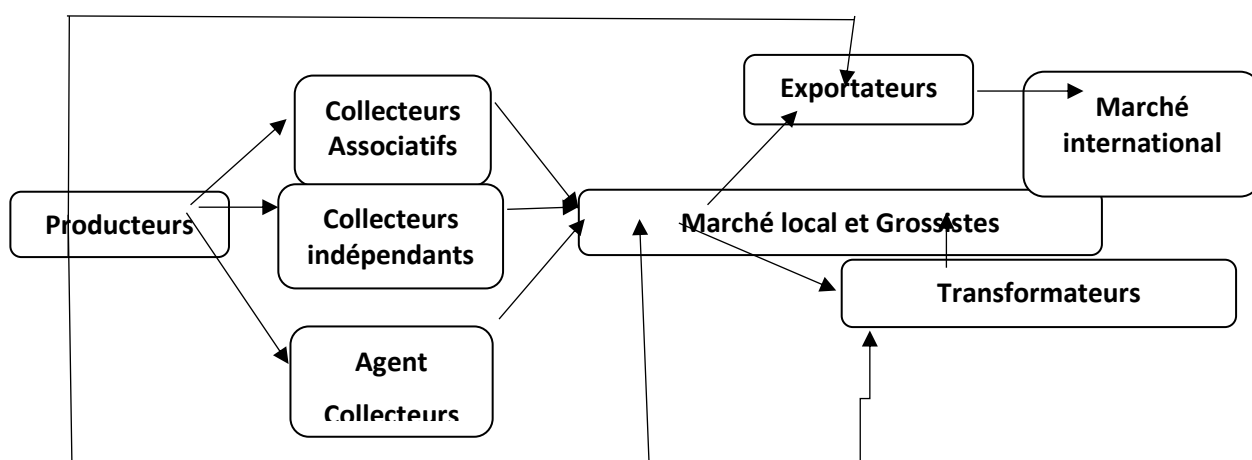 Exportateurs
Marché
international
Collecteurs
Associatifs
Producteurs
Collecteurs
indépendants
Marché local et Grossistes
Transformateurs
Agent
Collecteurs